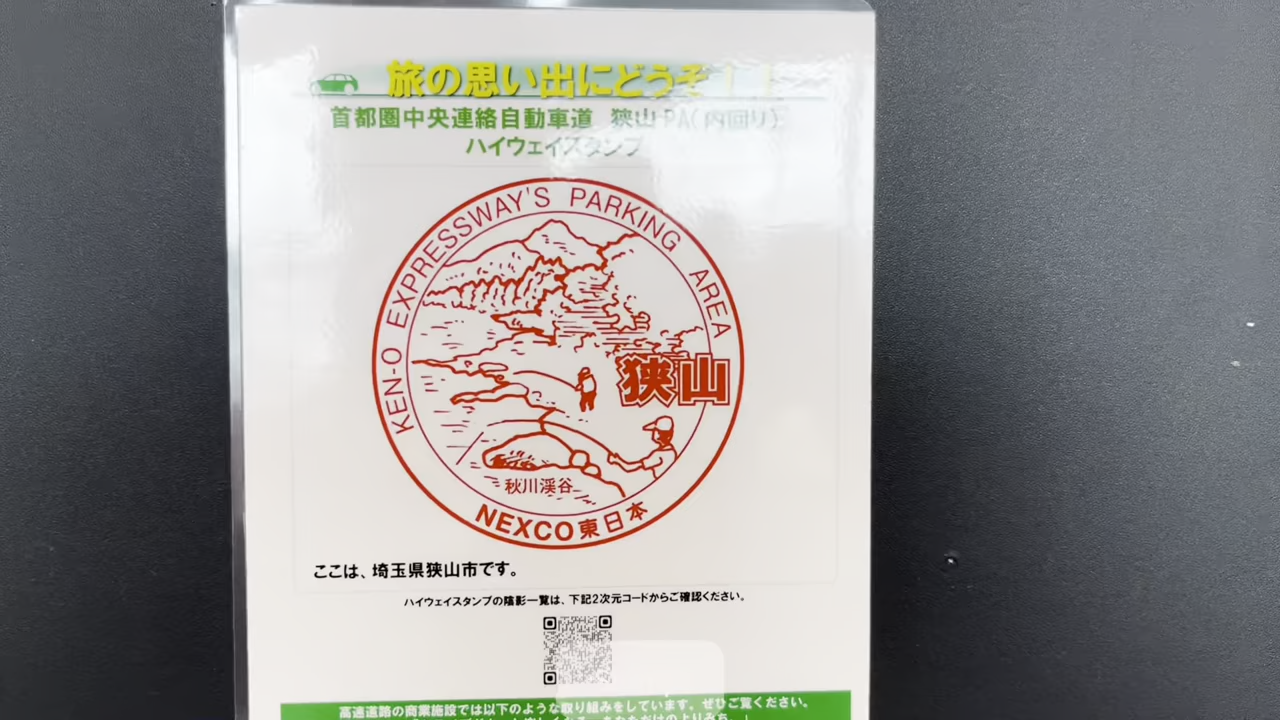 旅の思い出にどうぞ！！
首都圏中央連絡自動車道 狭山PA(内回り)
ハイウェイスタンプ
KEN-O EXPRESSWAY'S PARKING AREA
狭山
秋川渓谷
NEXCO東日本
ここは、埼玉県狭山市です。
ハイウェイスタンプの陰影一覧は、下記2次元コードからご確認ください。
高速道路の商業施設では以下のような取り組みをしています。ぜひご覧ください。